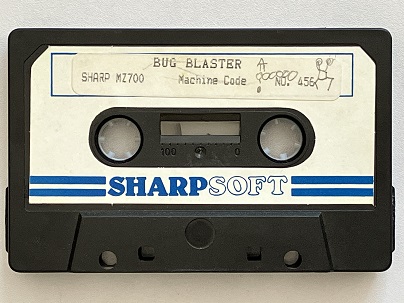 BUG BLASTER
SHARP MZ700 Machine Code NO. 456
100 0
SHARPSOFT